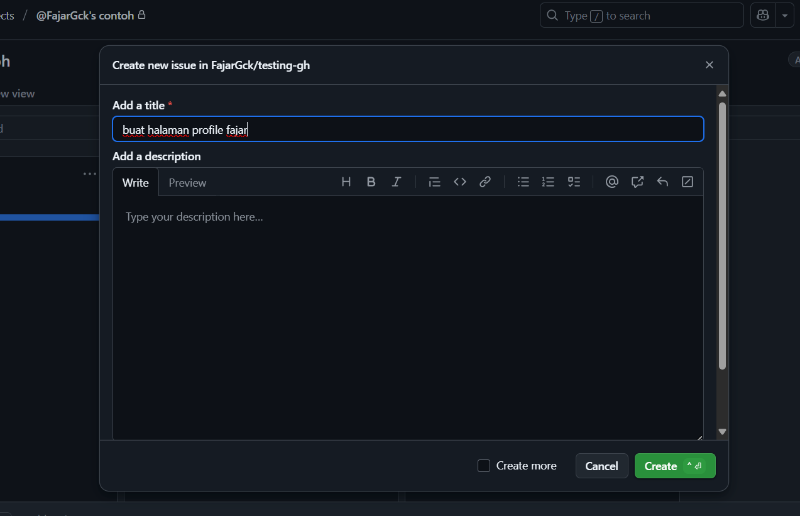 cts / @FajarGck's contoh
Type / to search
h
w view
d
Create new issue in FajarGck/testing-gh
Add a title *
buat halaman profile fajar
Add a description
Write Preview
Type your description here...
Create more Cancel Create